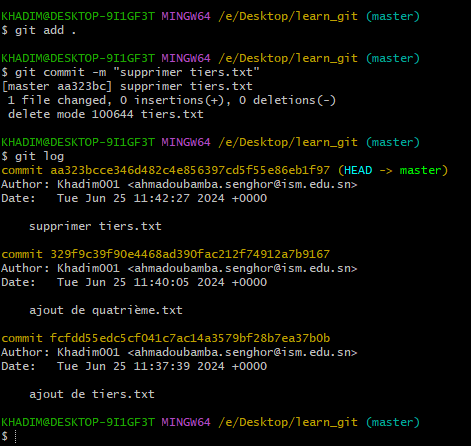 KHADIM@DESKTOP-9I1GF3T MINGW64 /e/Desktop/learn_git (master)
$ git add .
KHADIM@DESKTOP-9I1GF3T MINGW64 /e/Desktop/learn_git (master)
$ git commit -m "supprimer tiers.txt"
[master aa323bc] supprimer tiers.txt
1 file changed, 0 insertions(+), 0 deletions(-)
delete mode 100644 tiers.txt
KHADIM@DESKTOP-9I1GF3T MINGW64 /e/Desktop/learn_git (master)
$ git log
commit aa323bcce346d482c4e856397cd5f55e86eb1f97 (HEAD -> master)
Author: Khadim001 <ahmadoubamba.senghor@ism.edu.sn>
Date: Tue Jun 25 11:42:27 2024 +0000
supprimer tiers.txt
commit 329f9c39f90e4468ad390fac212f74912a7b9167
Author: Khadim001 <ahmadoubamba.senghor@ism.edu.sn>
Date: Tue Jun 25 11:40:05 2024 +0000
ajout de quatrième.txt
commit fcfdd55edc5cf041c7ac14a3579bf28b7ea37b0b
Author: Khadim001 <ahmadoubamba.senghor@ism.edu.sn>
Date: Tue Jun 25 11:37:39 2024 +0000
ajout de tiers.txt
KHADIM@DESKTOP-9I1GF3T MINGW64 /e/Desktop/learn_git (master)
$